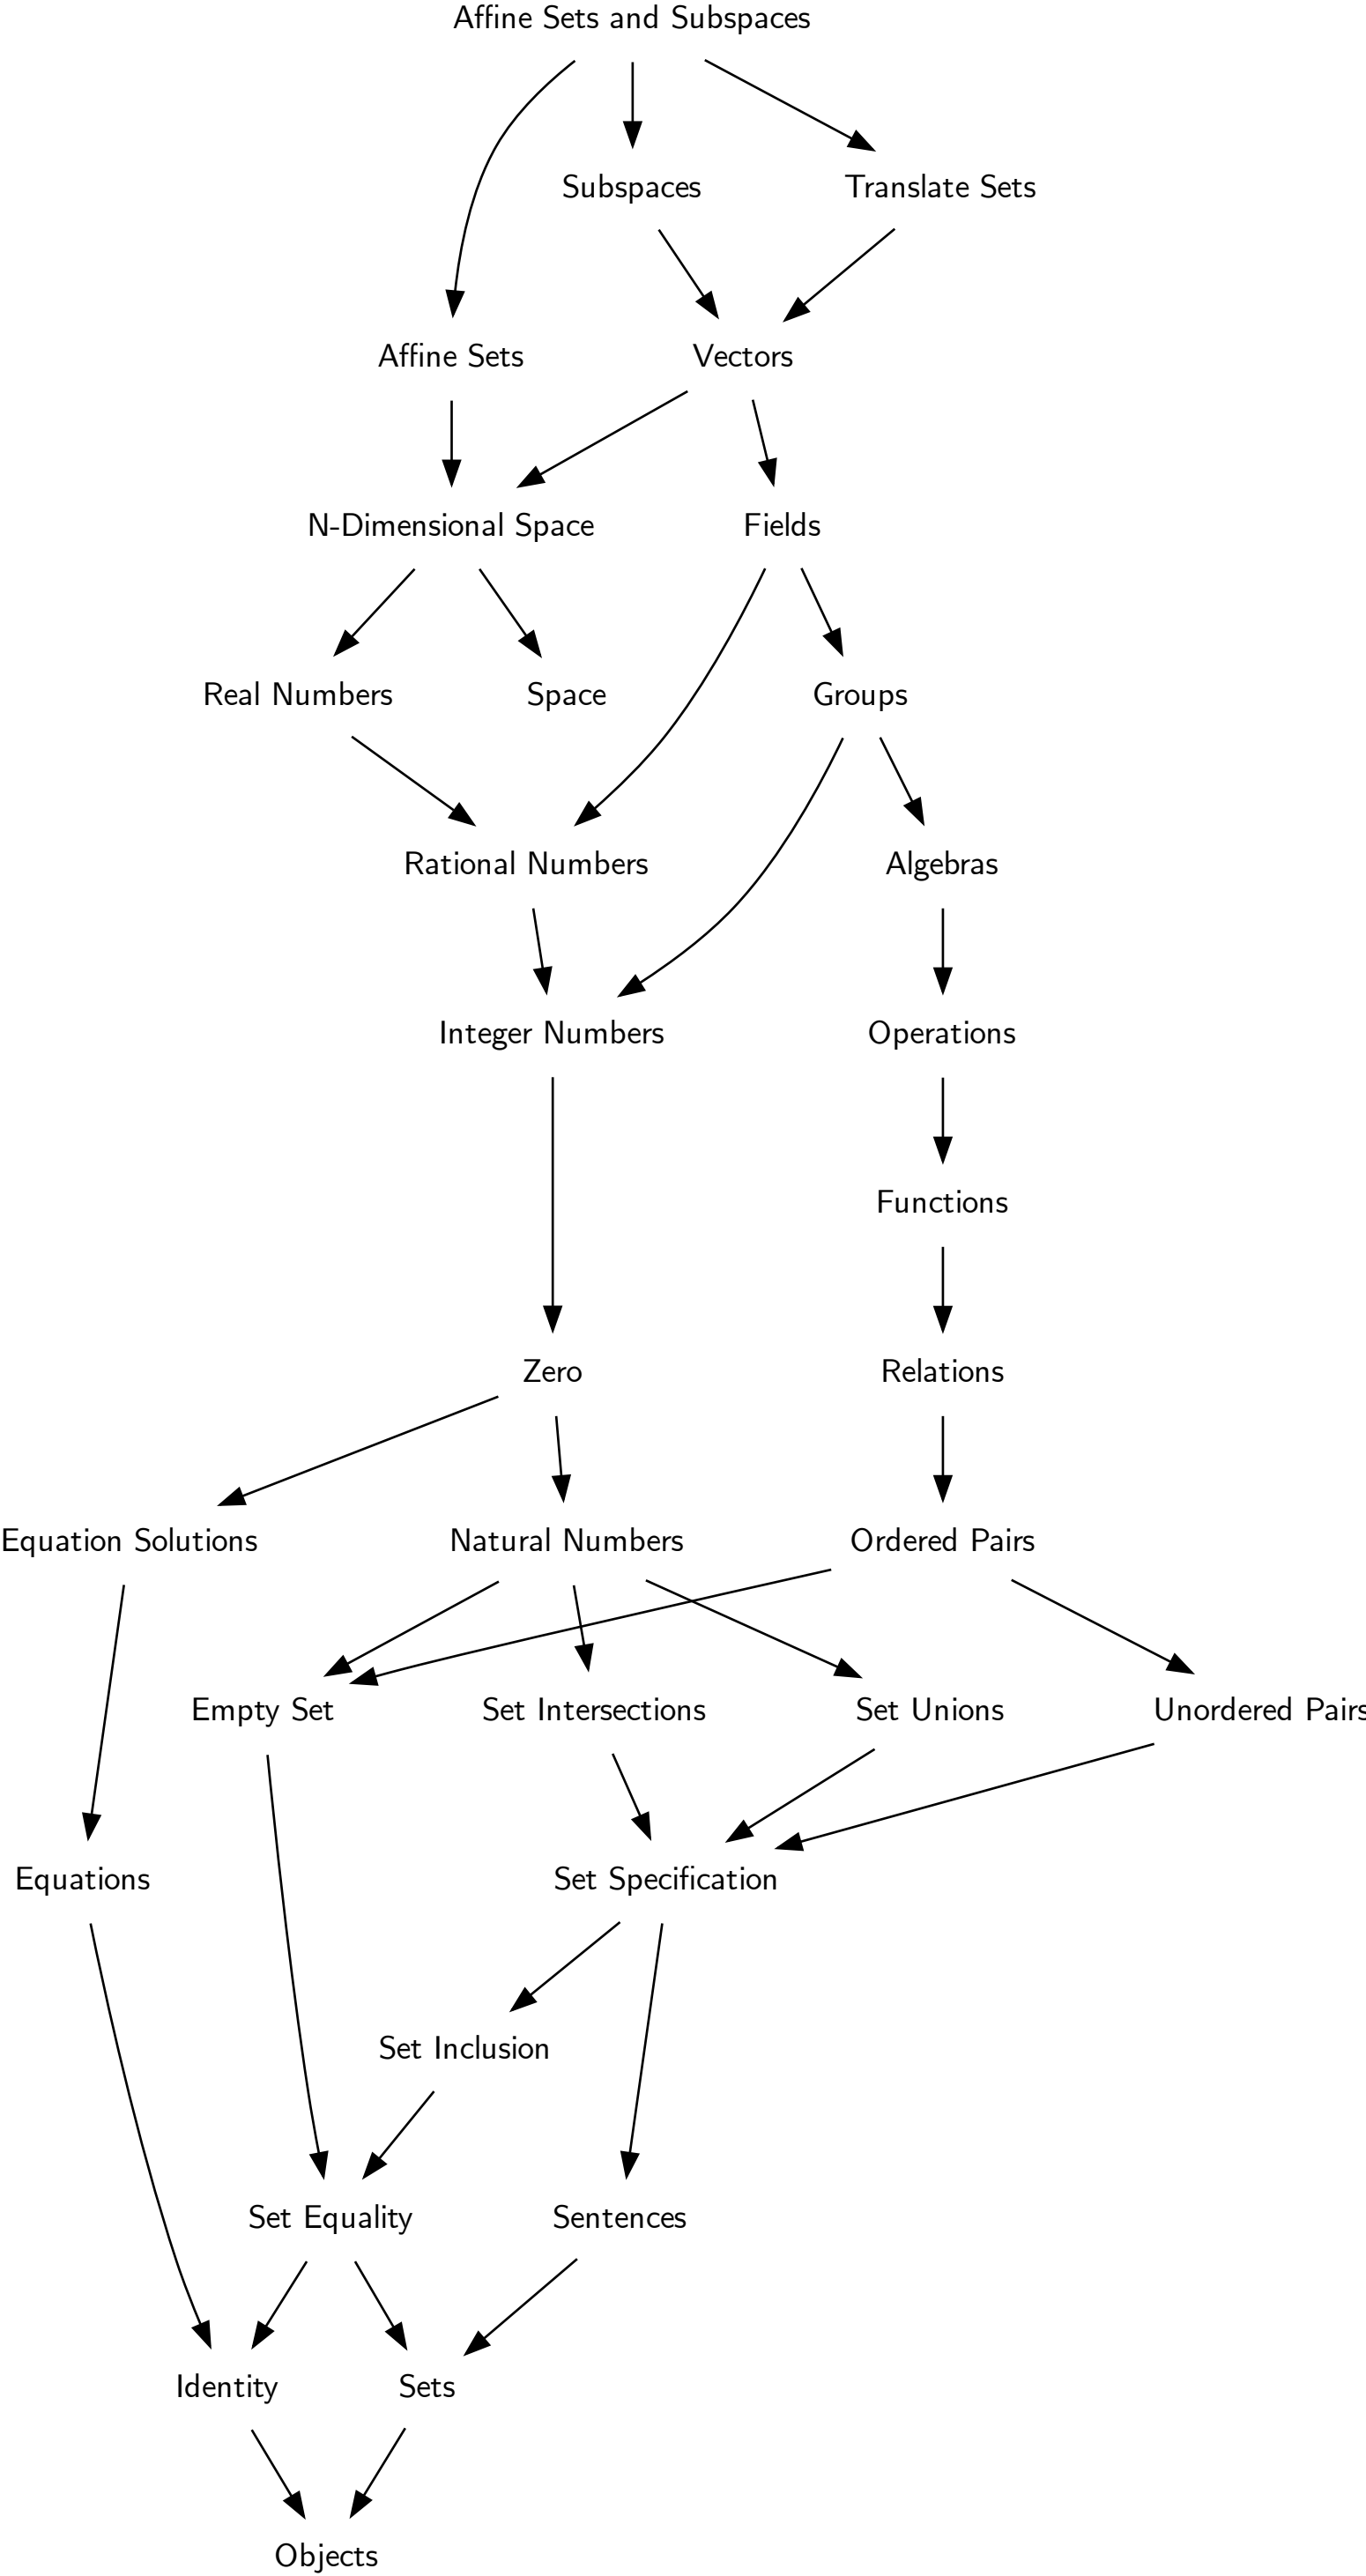 Affine Sets and Subspaces
Subspaces
Translate Sets
Affine Sets
Vectors
N-Dimensional Space
Fields
Real Numbers
Space
Groups
Rational Numbers
Algebras
Integer Numbers
Operations
Functions
Zero
Relations
Equation Solutions
Natural Numbers
Ordered Pairs
Empty Set
Set Intersections
Set Unions
Unordered Pairs
Equations
Set Specification
Set Inclusion
Set Equality
Sentences
Identity
Sets
Objects